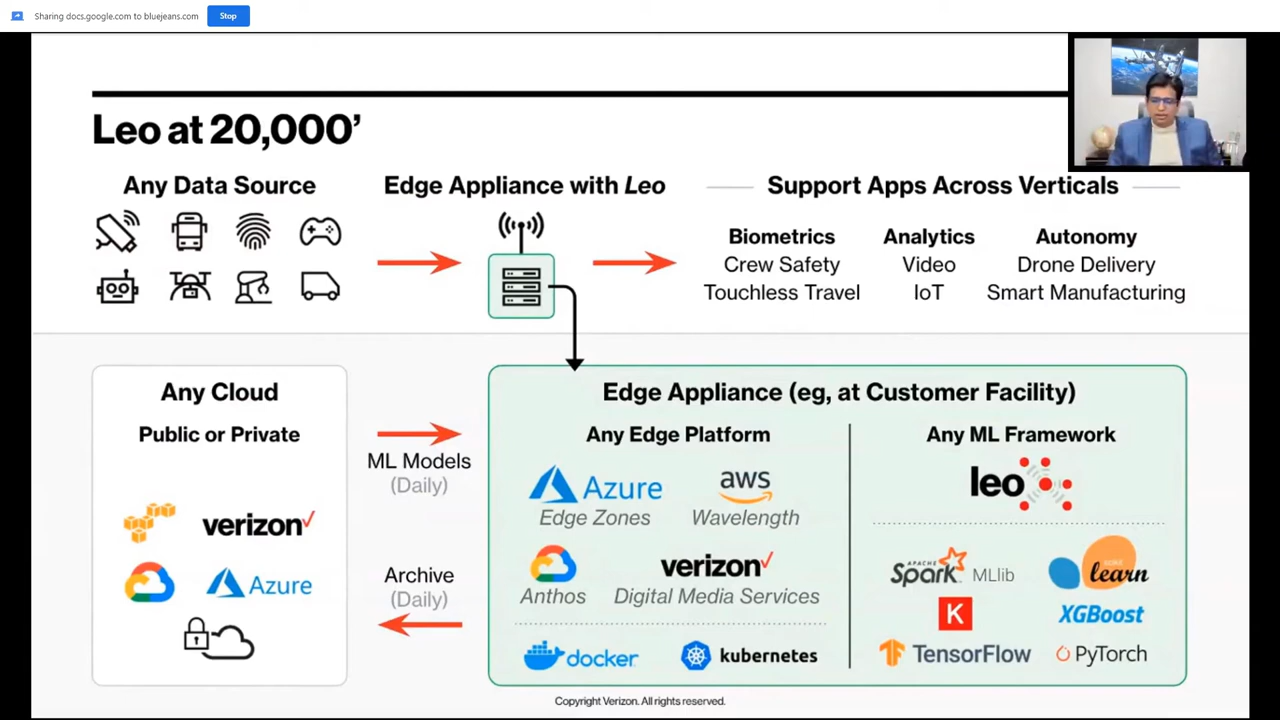 Sharing docs.google.com to bluejeans.com
Stop
Leo at 20,000’
Any Data Source
Edge Appliance with Leo
Support Apps Across Verticals
Biometrics
Crew Safety
Touchless Travel
Analytics
Video
IoT
Autonomy
Drone Delivery
Smart Manufacturing
Any Cloud
Public or Private
verizon
Azure
ML Models
(Daily)
Archive
(Daily)
Edge Appliance (eg, at Customer Facility)
Any Edge Platform
Azure
Edge Zones
aws
Wavelength
Anthos
verizon
Digital Media Services
docker
kubernetes
Any ML Framework
leo
APACHE
Spark MLlib
learn
K
XGBoost
TensorFlow
PyTorch
Copyright Verizon. All rights reserved.